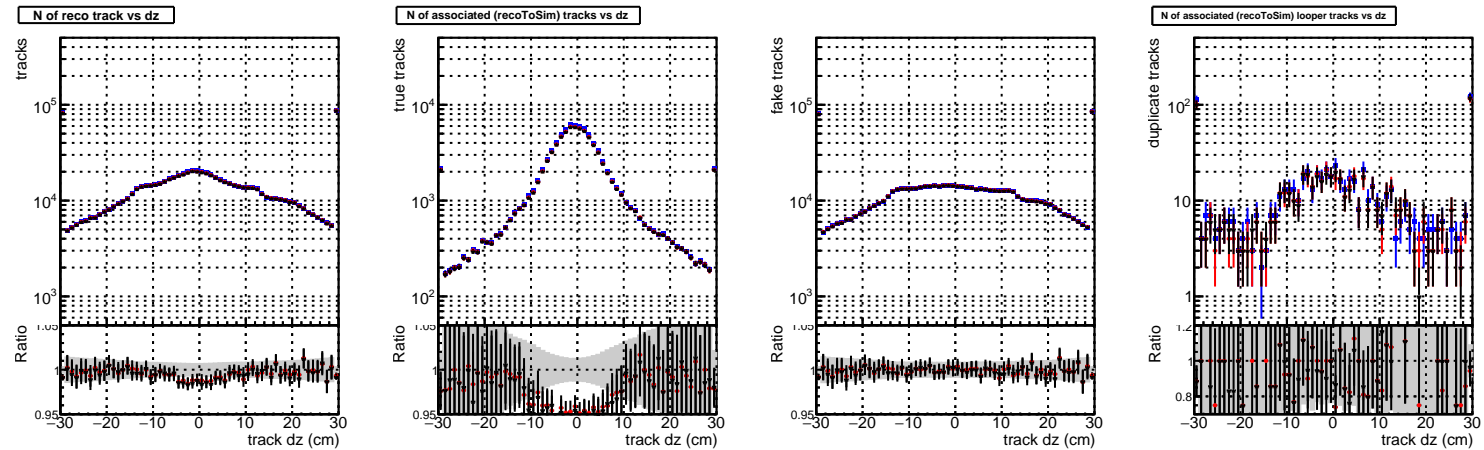 N of reco track vs dz
tracks
10^5
10^4
10^3
Ratio
1.05
1
0.95
−30 −20 −10 0 10 20 30
track dz (cm)
N of associated (recoToSim) tracks vs dz
true tracks
10^4
10^3
10^2
Ratio
1.05
1
0.95
−30 −20 −10 0 10 20 30
track dz (cm)
fake tracks
10^5
10^4
10^3
Ratio
1.05
1
0.95
−30 −20 −10 0 10 20 30
track dz (cm)
N of associated (recoToSim) looper tracks vs dz
duplicate tracks
10^2
10
1
Ratio
1.2
1
0.8
−30 −20 −10 0 10 20 30
track dz (cm)